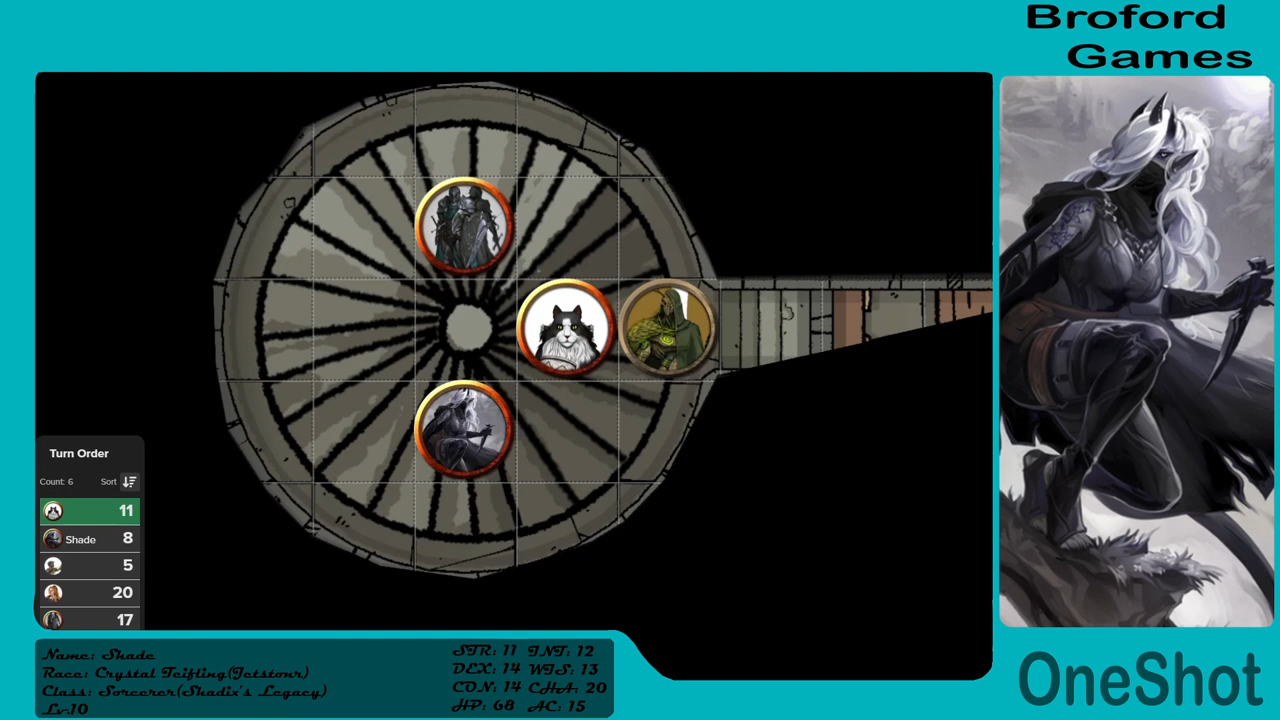 Broford
Games
Turn Order
Count: 6 Sort
11
Shade 8
5
20
17
Name: Shade
Race: Crystal Teifling(Jetstonr)
Class: Sorcerer(Shadix's Legacy)
Lv.10
STR: 11 INT: 12
DEX: 14 WIS: 13
CON: 14 CHA: 20
HP: 68 AC: 15
OneShot